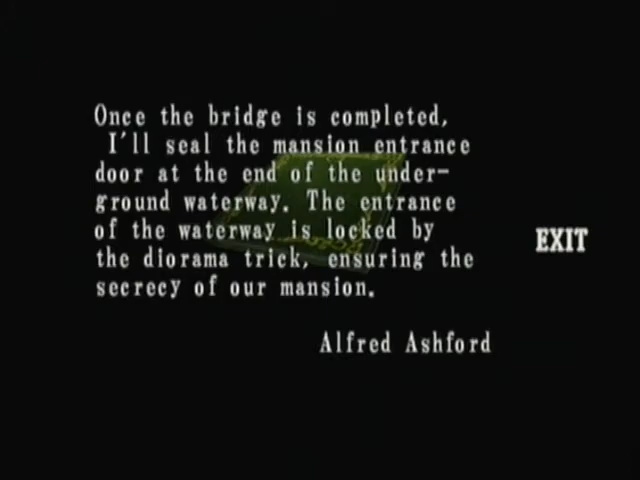 Once the bridge is completed,
I'll seal the mansion entrance
door at the end of the under-
ground waterway. The entrance
of the waterway is locked by
the diorama trick, ensuring the
secrecy of our mansion.
EXIT
Alfred Ashford